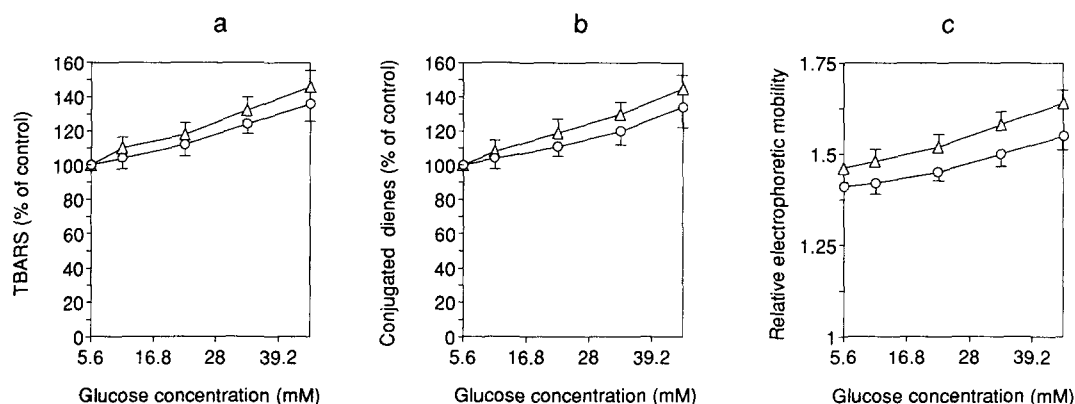 a
TBARS (% of control)
160
140
120
100
80
60
40
20
0
5.6 16.8 28 39.2
Glucose concentration (mM)
b
Conjugated dienes (% of control)
160
140
120
100
80
60
40
20
0
5.6 16.8 28 39.2
Glucose concentration (mM)
c
Relative electrophoretic mobility
1.75
1.5
1.25
1
5.6 16.8 28 39.2
Glucose concentration (mM)